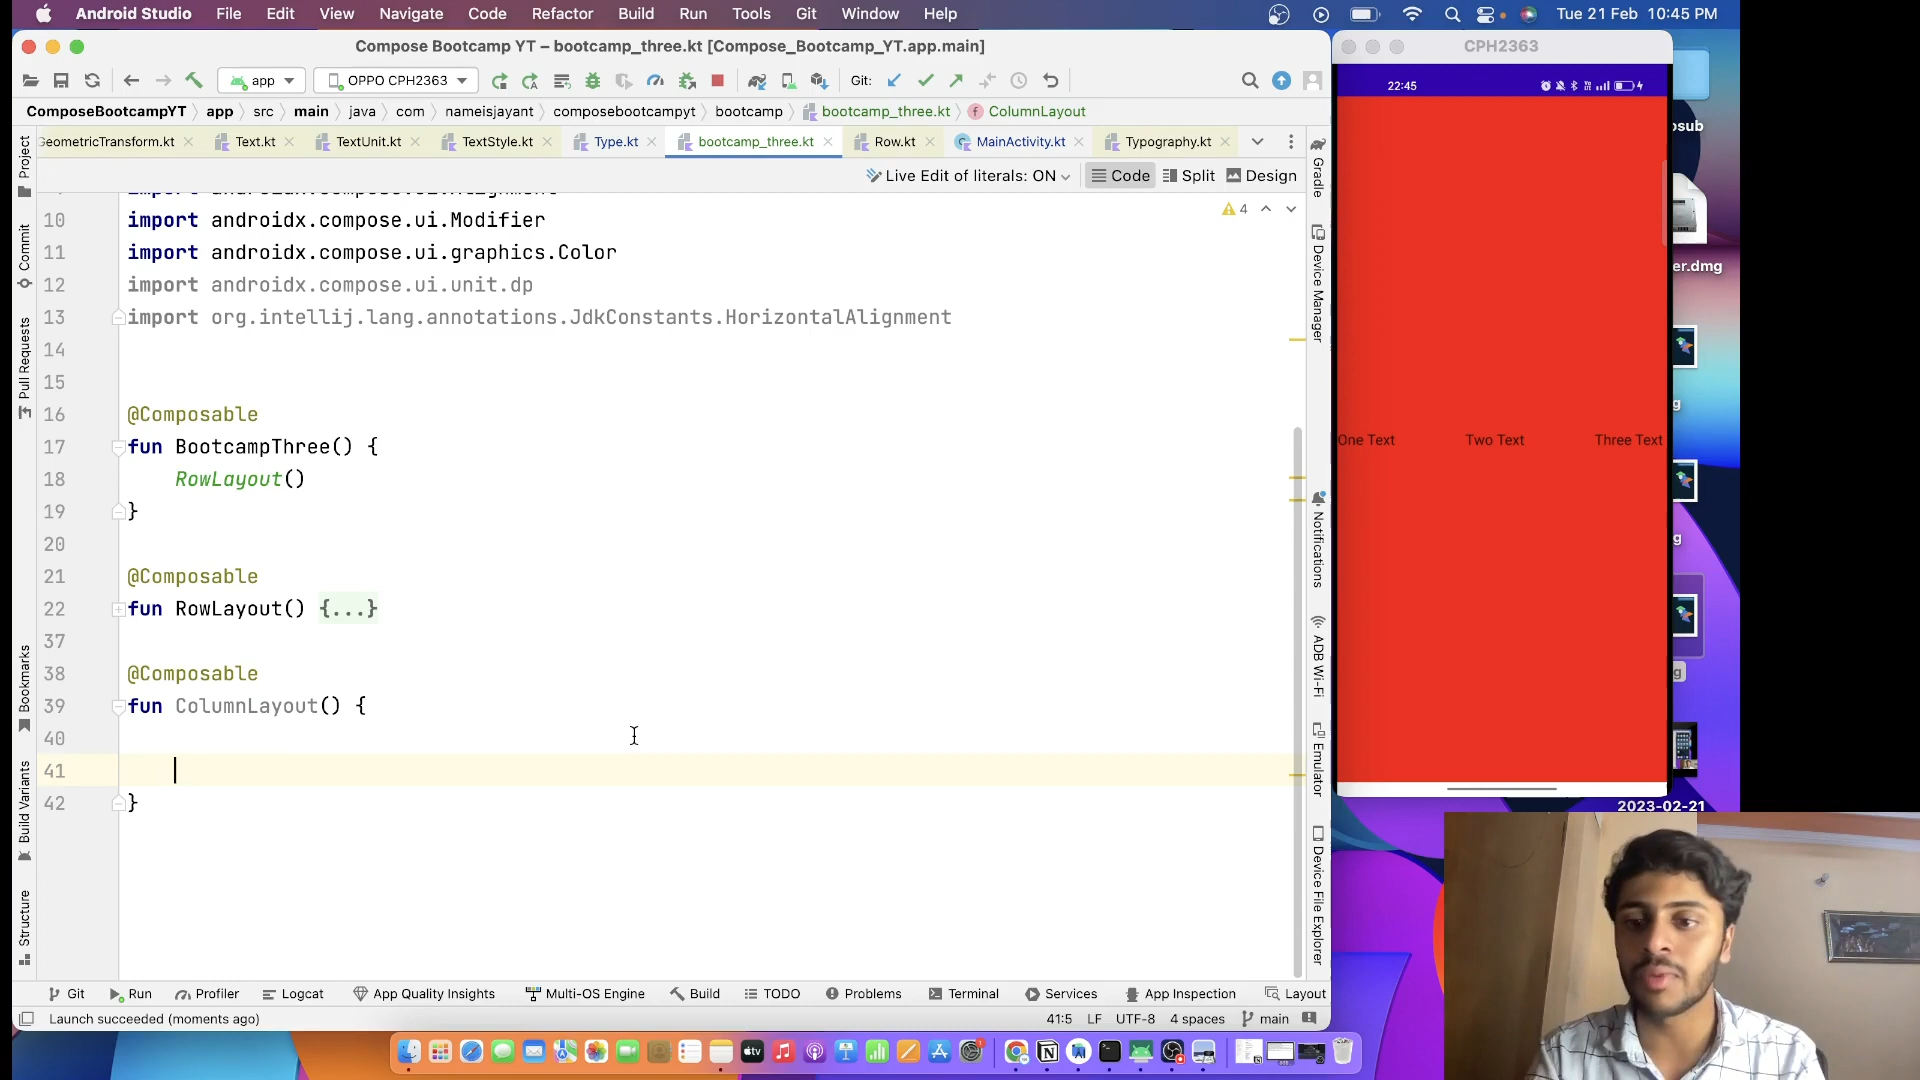 Android Studio File Edit View Navigate Code Refactor Build Run Tools Git Window Help Tue 21 Feb 10:45 PM
Compose Bootcamp YT – bootcamp_three.kt [Compose_Bootcamp_YT.app.main]
CPH2363
app OPPO CPH2363 Git:
22:45
ComposeBootcampYT app src main java com nameisjayant composebootcampyt bootcamp bootcamp_three.kt ColumnLayout
GeometricTransform.kt Text.kt TextUnit.kt TextStyle.kt Type.kt bootcamp_three.kt Row.kt MainActivity.kt Typography.kt
Live Edit of literals: ON Code Split Design
4
10 import androidx.compose.ui.Modifier
11 import androidx.compose.ui.graphics.Color
12 import androidx.compose.ui.unit.dp
13 import org.intellij.lang.annotations.JdkConstants.HorizontalAlignment
14
15
16 @Composable
17 fun BootcampThree() {
18 RowLayout()
19 }
20
21 @Composable
22 fun RowLayout() {...}
37
38 @Composable
39 fun ColumnLayout() {
40
41
42 }
Project
Commit
Pull Requests
Bookmarks
Build Variants
Structure
Gradle
Device Manager
Notifications
ADB Wi-Fi
Emulator
Device File Explorer
One Text Two Text Three Text
osub
er.dmg
g
g
g
2023-02-21
Git Run Profiler Logcat App Quality Insights Multi-OS Engine Build TODO Problems Terminal Services App Inspection Layout
Launch succeeded (moments ago) 41:5 LF UTF-8 4 spaces main
tv